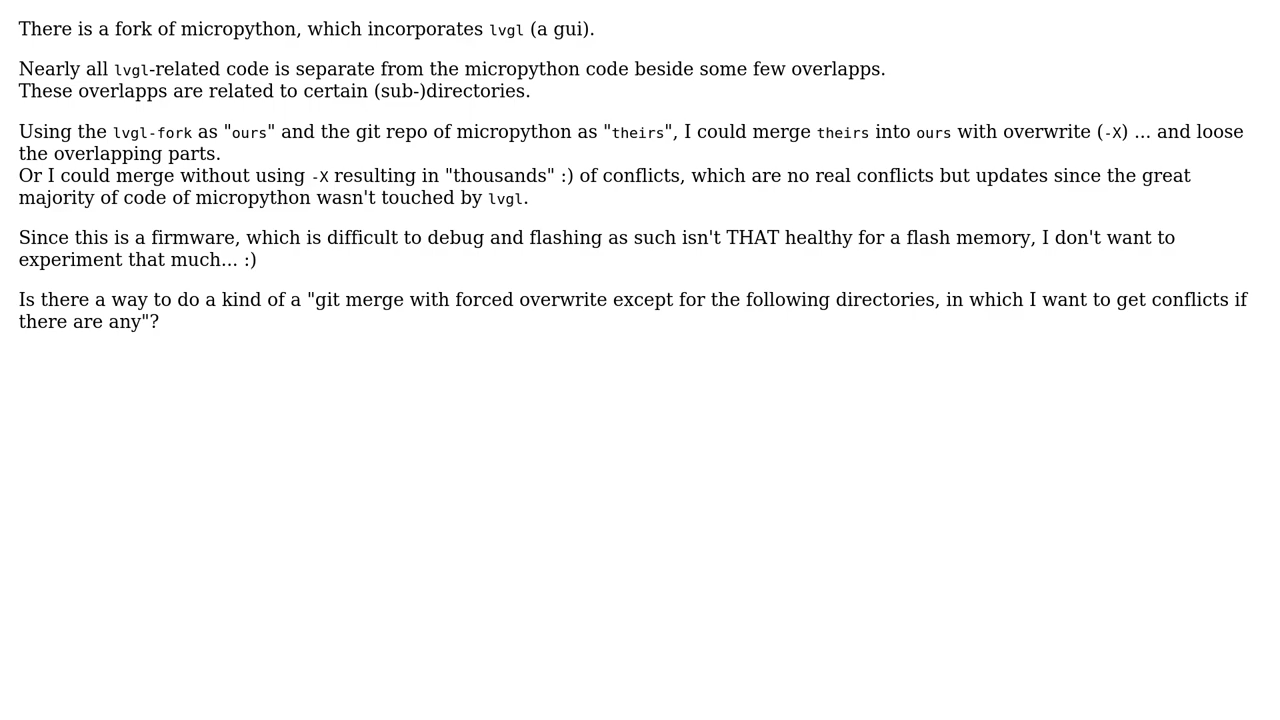 There is a fork of micropython, which incorporates lvgl (a gui).
Nearly all lvgl-related code is separate from the micropython code beside some few overlapps.
These overlapps are related to certain (sub-)directories.
Using the lvgl-fork as "ours" and the git repo of micropython as "theirs", I could merge theirs into ours with overwrite (-X) ... and loose
the overlapping parts.
Or I could merge without using -X resulting in "thousands" :) of conflicts, which are no real conflicts but updates since the great
majority of code of micropython wasn't touched by lvgl.
Since this is a firmware, which is difficult to debug and flashing as such isn't THAT healthy for a flash memory, I don't want to
experiment that much... :)
Is there a way to do a kind of a "git merge with forced overwrite except for the following directories, in which I want to get conflicts if
there are any"?